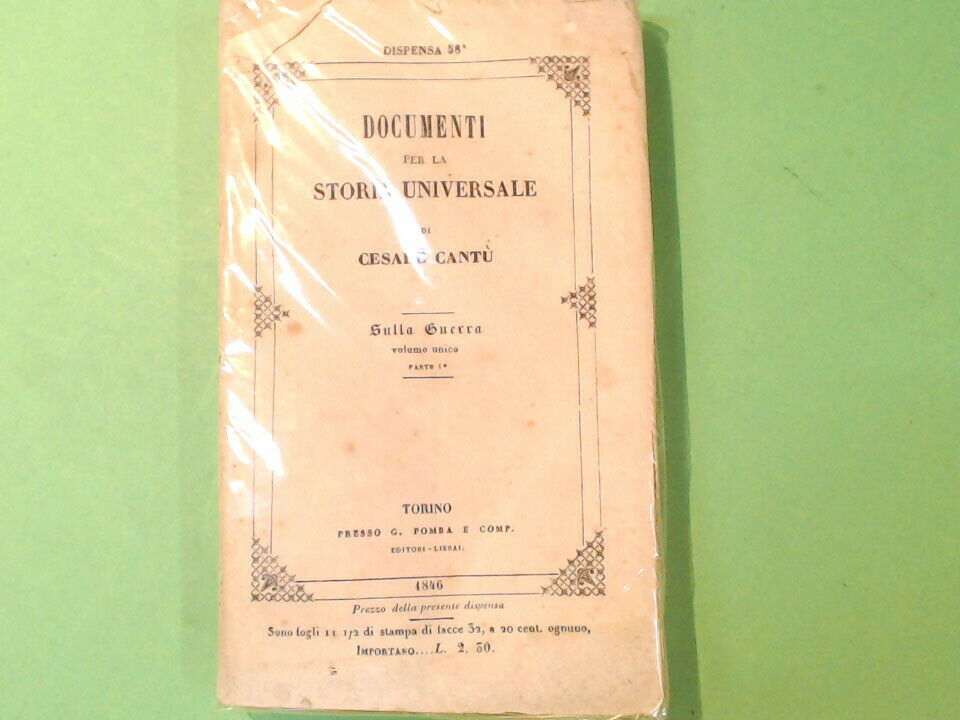 DISPENSA 58ª
DOCUMENTI
PER LA
STORIA UNIVERSALE
DI
CESARE CANTÙ
Sulla Guerra
volume unico
PARTE 1ª
TORINO
PRESSO G. POMBA E COMP.
EDITORI-LIBRAI.
1846
Prezzo della presente dispensa
Sono fogli 11 1/2 di stampa di facce 32, a 20 cent. ognuno,
IMPORTANO....L. 2. 30.